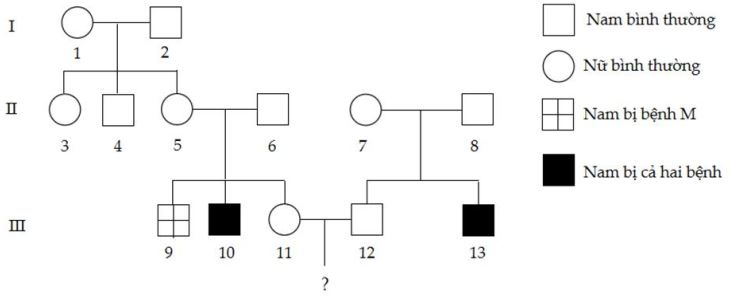 I
1 2
Nam bình thường
Nữ bình thường
II
3 4 5 6 7 8
Nam bị bệnh M
Nam bị cả hai bệnh
III
9 10 11 12 13
?